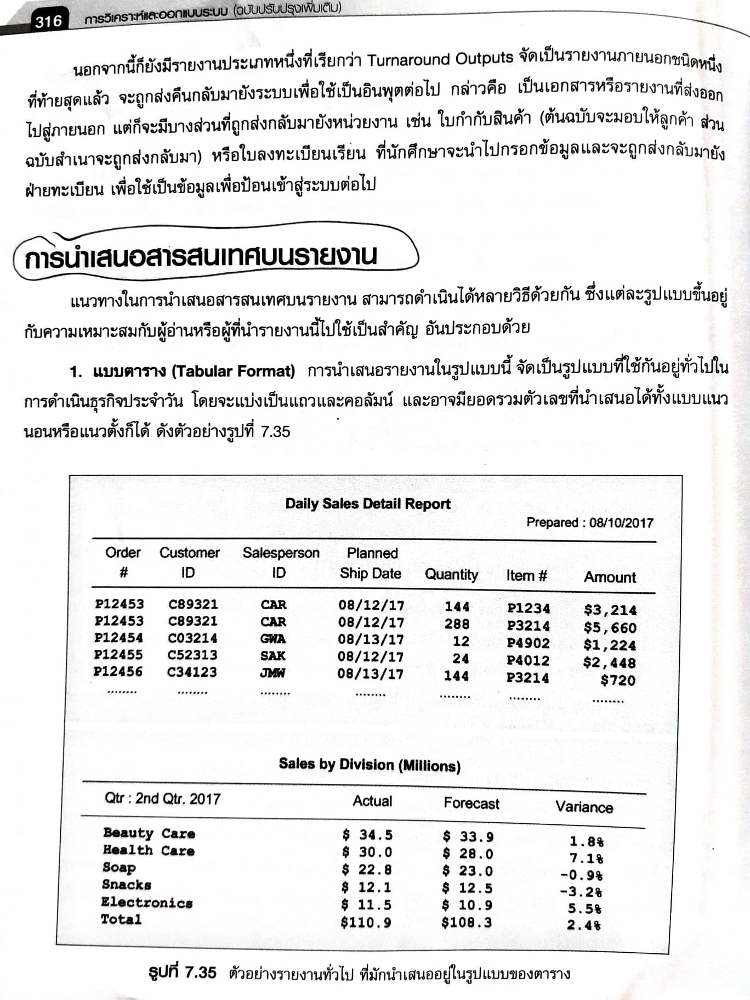 316 การวิเคราะห์และออกแบบระบบ (ฉบับปรับปรุงเพิ่มเติม)
นอกจากนี้ก็ยังมีรายงานประเภทหนึ่งที่เรียกว่า Turnaround Outputs จัดเป็นรายงานภายนอกชนิดหนึ่ง
ที่ท้ายสุดแล้ว จะถูกส่งคืนกลับมายังระบบเพื่อใช้เป็นอินพุตต่อไป กล่าวคือ เป็นเอกสารหรือรายงานที่ส่งออก
ไปสู่ภายนอก แต่ก็จะมีบางส่วนที่ถูกส่งกลับมายังหน่วยงาน เช่น ใบกำกับสินค้า (ต้นฉบับจะมอบให้ลูกค้า ส่วน
ฉบับสำเนาจะถูกส่งกลับมา) หรือใบลงทะเบียนเรียน ที่นักศึกษาจะนำไปกรอกข้อมูลและจะถูกส่งกลับมายัง
ฝ่ายทะเบียน เพื่อใช้เป็นข้อมูลเพื่อป้อนเข้าสู่ระบบต่อไป
การนำเสนอสารสนเทศบนรายงาน
แนวทางในการนำเสนอสารสนเทศบนรายงาน สามารถดำเนินได้หลายวิธีด้วยกัน ซึ่งแต่ละรูปแบบขึ้นอยู่
กับความเหมาะสมกับผู้อ่านหรือผู้ที่นำรายงานนี้ไปใช้เป็นสำคัญ อันประกอบด้วย
1. แบบตาราง (Tabular Format) การนำเสนอรายงานในรูปแบบนี้ จัดเป็นรูปแบบที่ใช้กันอยู่ทั่วไปใน
การดำเนินธุรกิจประจำวัน โดยจะแบ่งเป็นแถวและคอลัมน์ และอาจมียอดรวมตัวเลขที่นำเสนอได้ทั้งแบบแนว
นอนหรือแนวตั้งก็ได้ ดังตัวอย่างรูปที่ 7.35
Daily Sales Detail Report
Prepared : 08/10/2017
Order Customer Salesperson Planned
# ID ID Ship Date Quantity Item # Amount
P12453 C89321 CAR 08/12/17 144 P1234 $3,214
P12453 C89321 CAR 08/12/17 288 P3214 $5,660
P12454 C03214 GWA 08/13/17 12 P4902 $1,224
P12455 C52313 SAK 08/12/17 24 P4012 $2,448
P12456 C34123 JMW 08/13/17 144 P3214 $720
........ ........ ........ ........ ........ ........ ........
Sales by Division (Millions)
Qtr : 2nd Qtr. 2017 Actual Forecast Variance
Beauty Care $ 34.5 $ 33.9 1.8%
Health Care $ 30.0 $ 28.0 7.1%
Soap $ 22.8 $ 23.0 -0.9%
Snacks $ 12.1 $ 12.5 -3.2%
Electronics $ 11.5 $ 10.9 5.5%
Total $110.9 $108.3 2.4%
รูปที่ 7.35 ตัวอย่างรายงานทั่วไป ที่มักนำเสนออยู่ในรูปแบบของตาราง